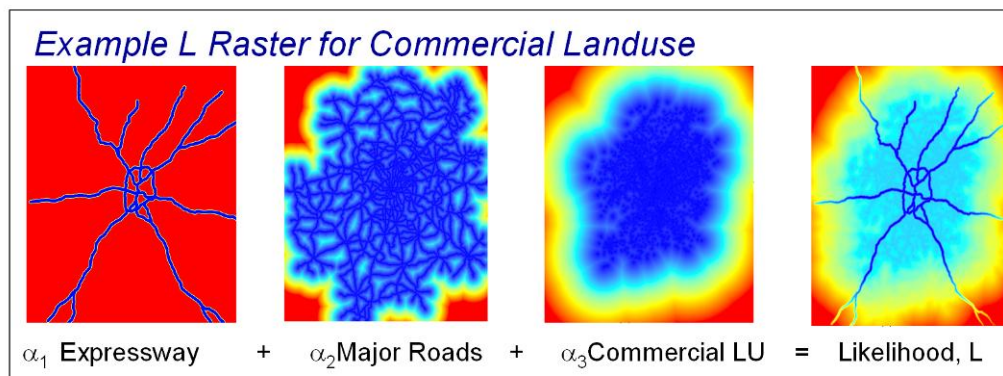 Example L Raster for Commercial Landuse
α₁ Expressway + α₂Major Roads + α₃Commercial LU = Likelihood, L